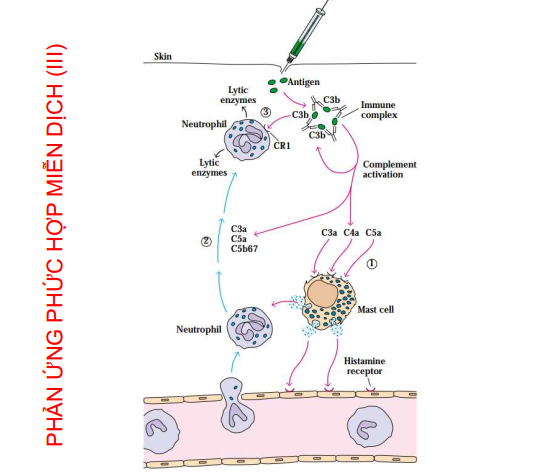 PHẢN ỨNG PHỨC HỢP MIỄN DỊCH (III)
Skin
Antigen
Lytic
enzymes
C3b
C3b
C3b
Immune
complex
Neutrophil
③
CR1
Lytic
enzymes
Complement
activation
C3a
C5a
C5b67
②
C3a C4a C5a
①
Mast cell
Neutrophil
Histamine
receptor